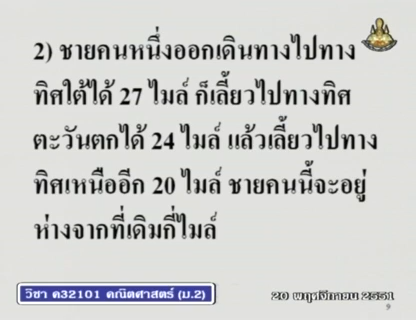 2) ชายคนหนึ่งออกเดินทางไปทาง
ทิศใต้ได้ 27 ไมล์ ก็เลี้ยวไปทางทิศ
ตะวันตกได้ 24 ไมล์ แล้วเลี้ยวไปทาง
ทิศเหนืออีก 20 ไมล์ ชายคนนี้จะอยู่
ห่างจากที่เดิมกี่ไมล์
วิชา ค32101 คณิตศาสตร์ (ม.2)
20 พฤศจิกายน 2551
9